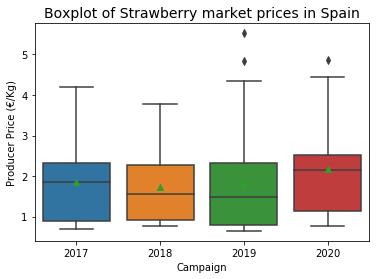 Boxplot of Strawberry market prices in Spain
Producer Price (€/Kg)
5
4
3
2
1
2017 2018 2019 2020
Campaign